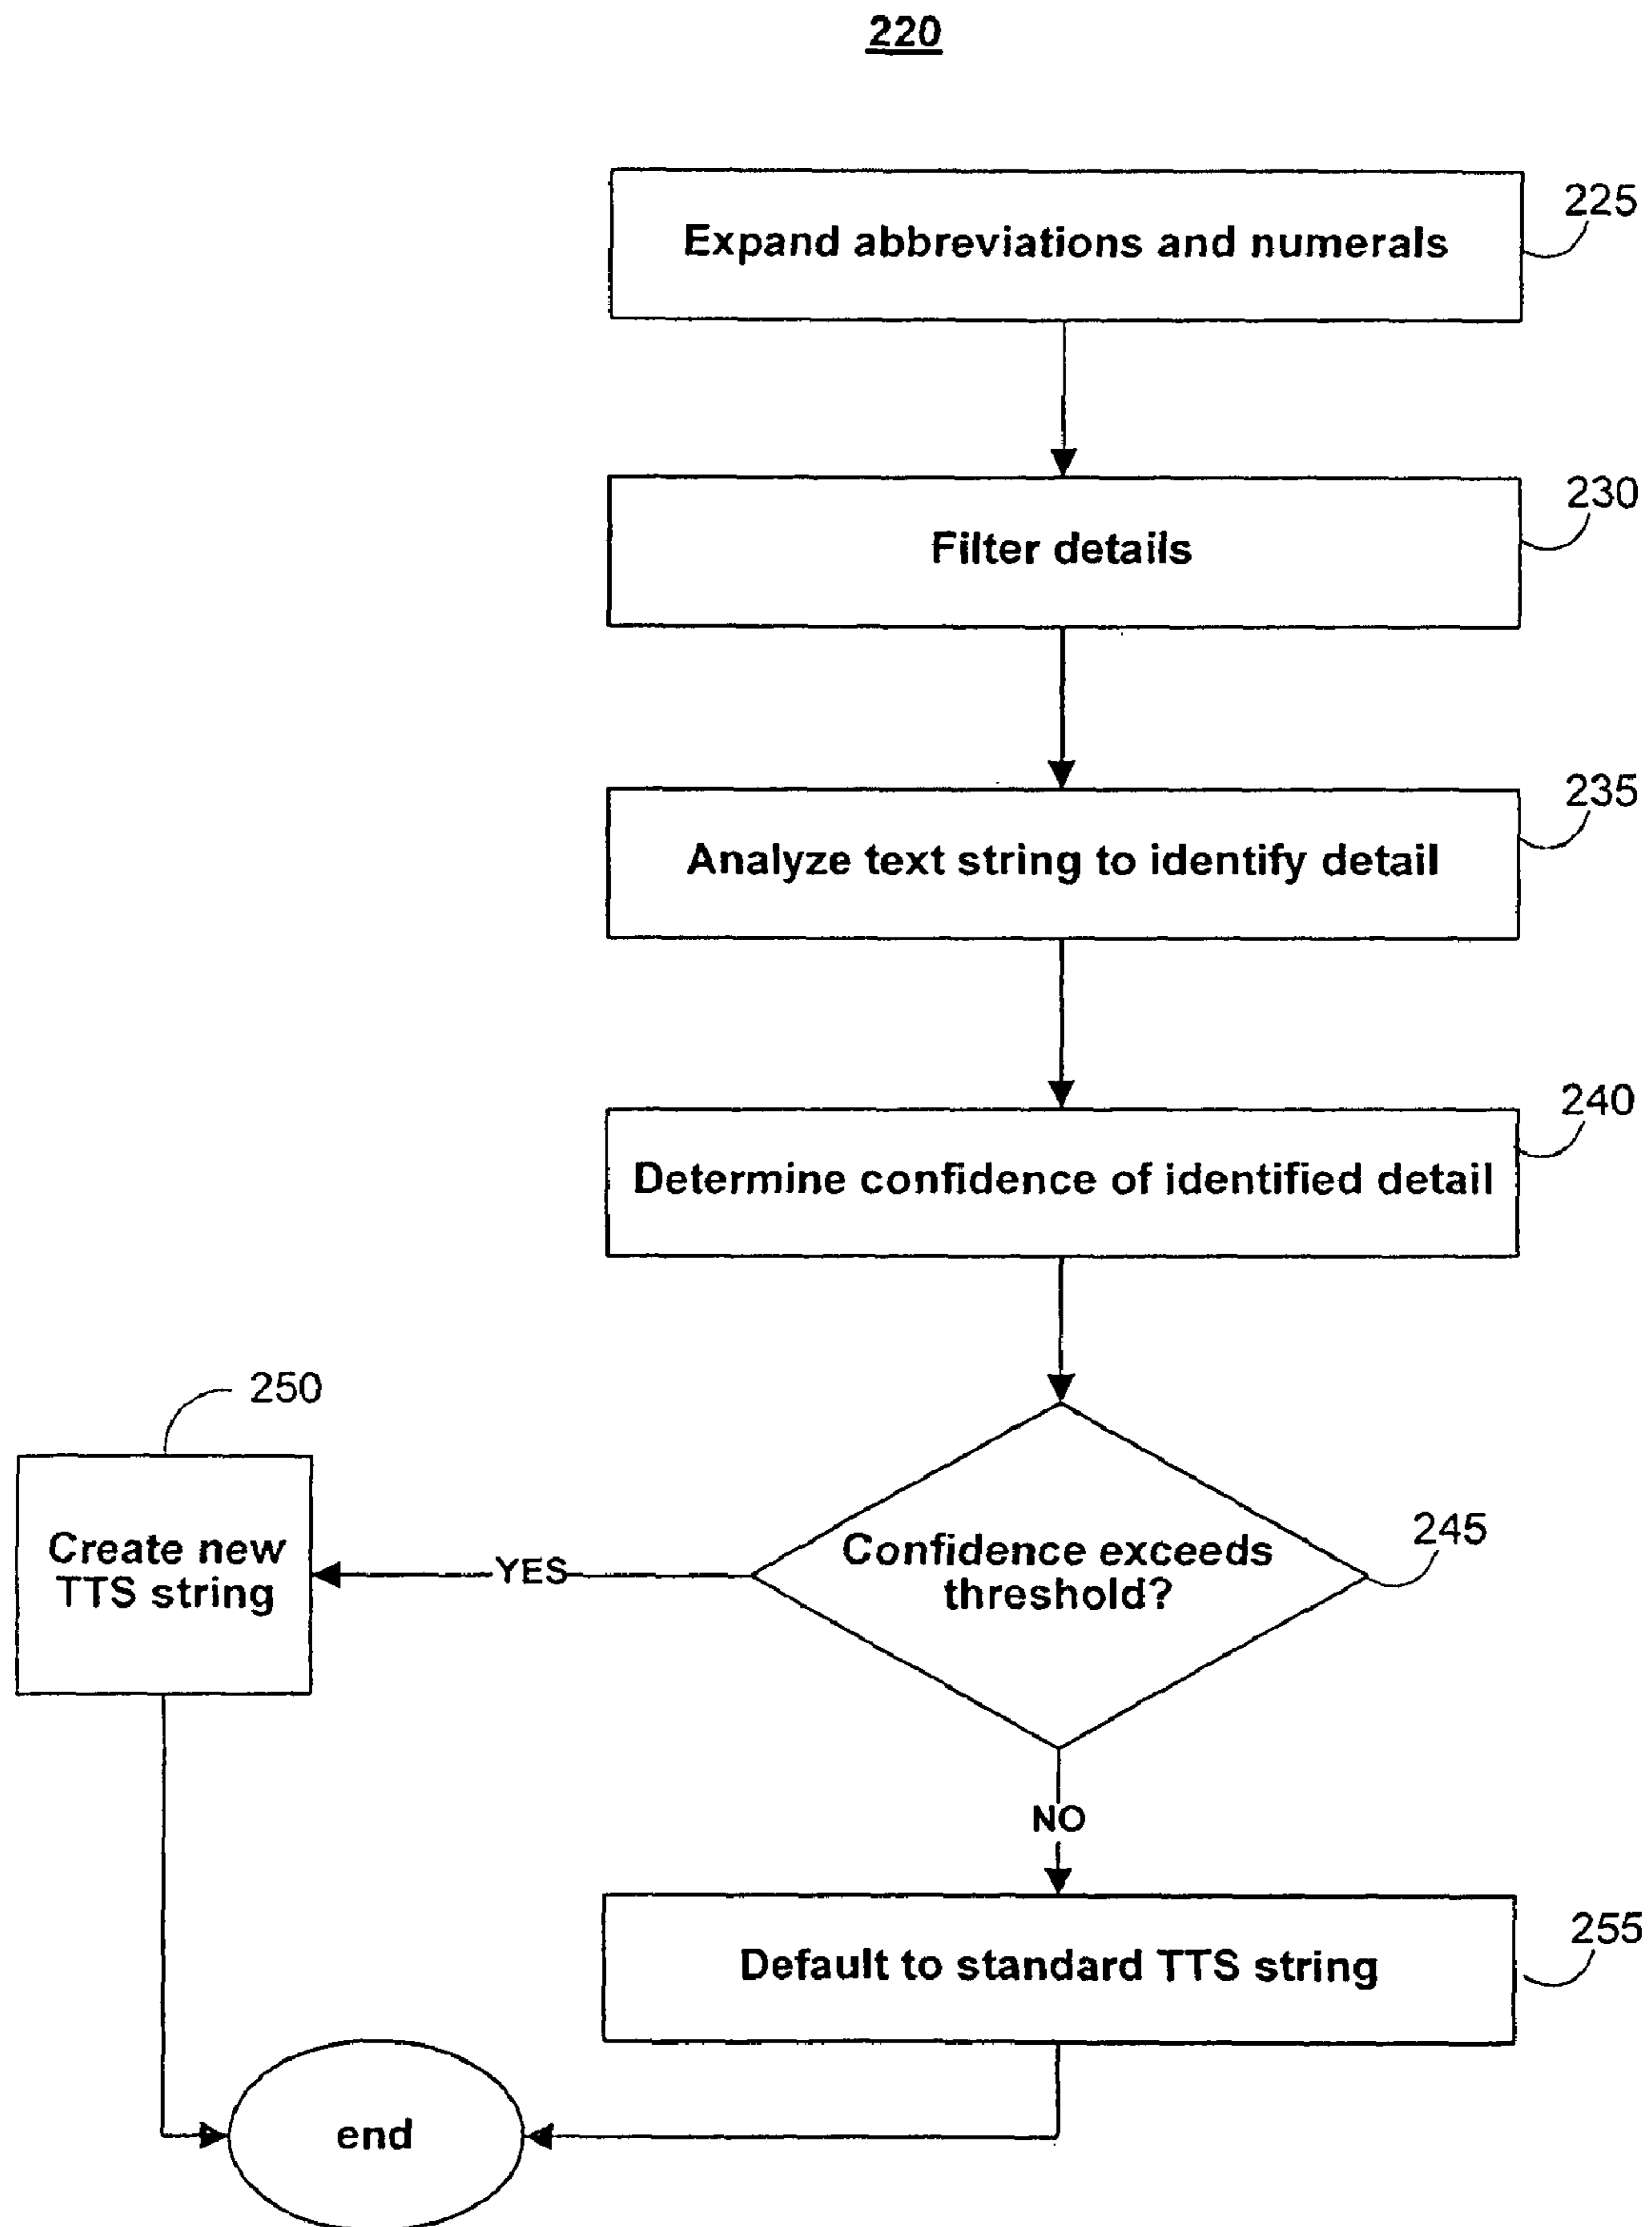 220
Expand abbreviations and numerals
225
Filter details
230
Analyze text string to identify detail
235
Determine confidence of identified detail
240
250
Create new
TTS string
YES
Confidence exceeds
threshold?
245
NO
Default to standard TTS string
255
end